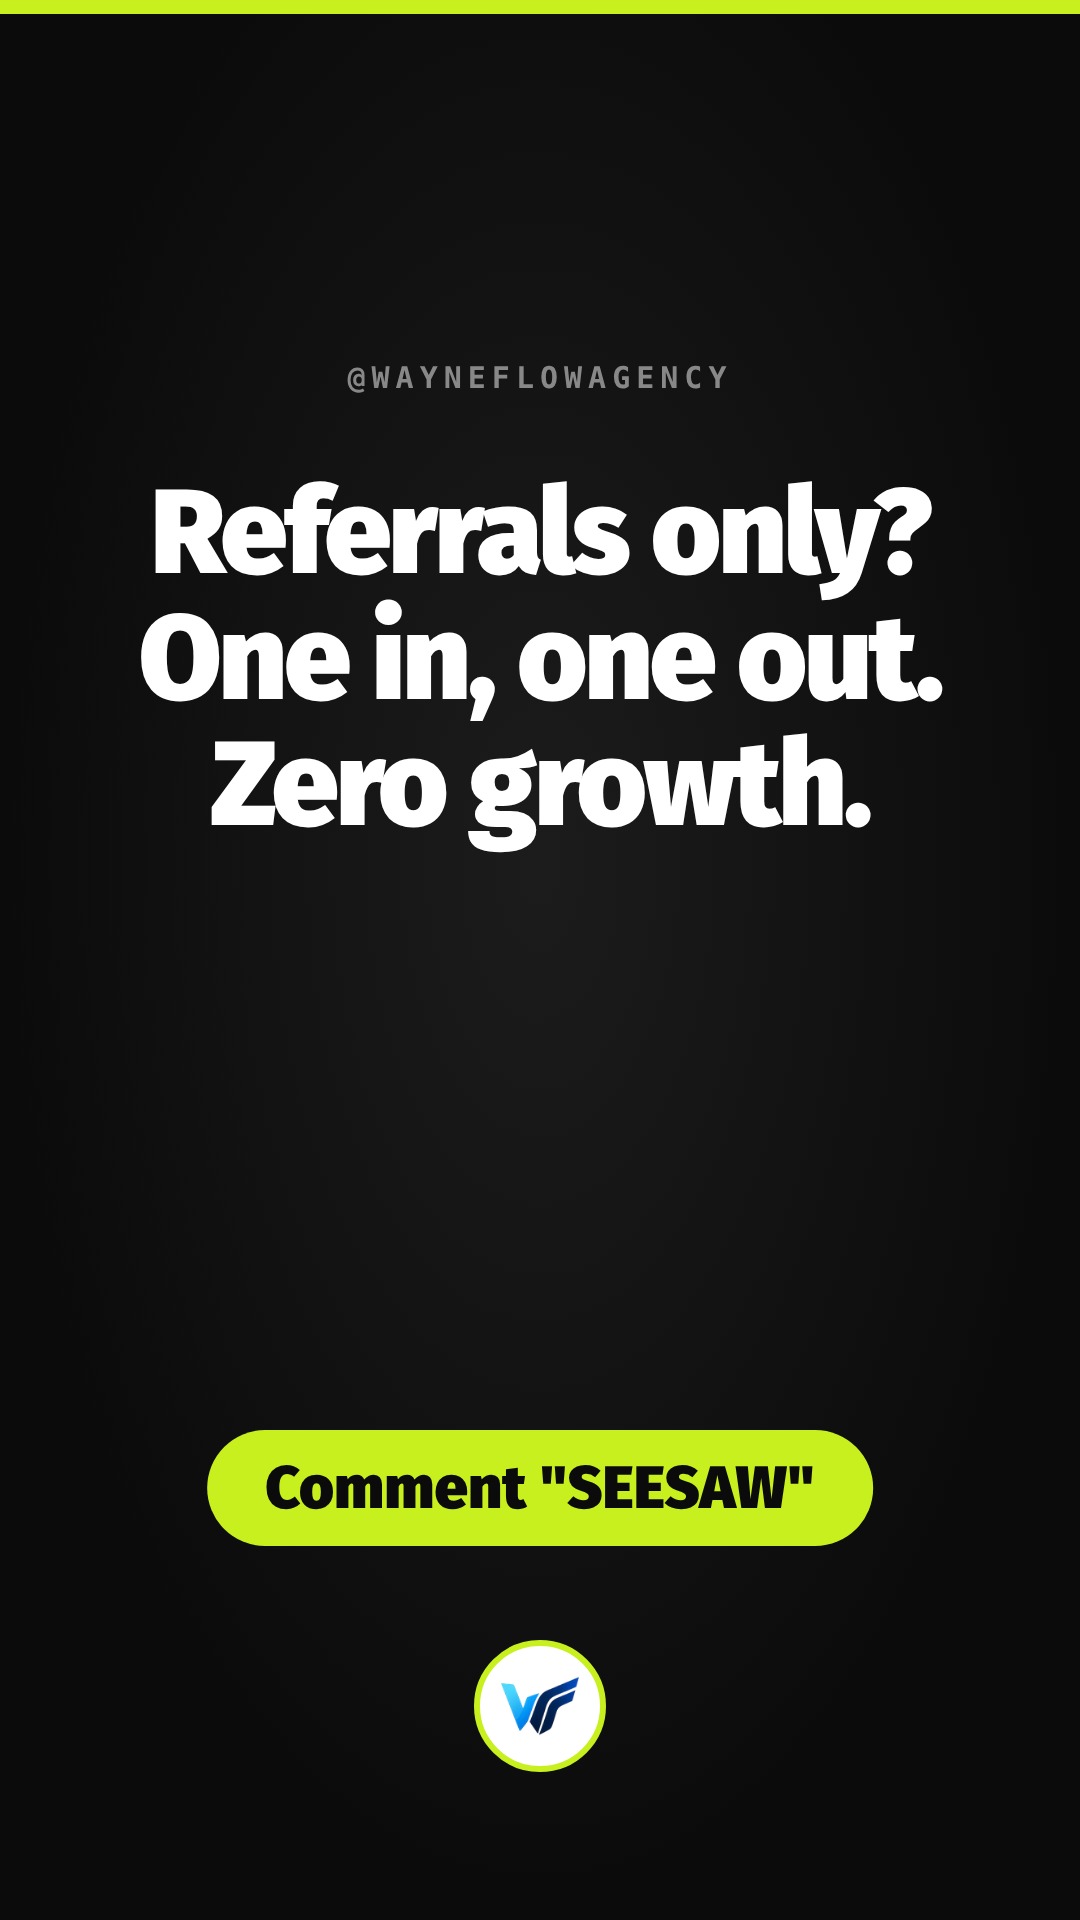 @WAYNEFLOWAGENCY
Referrals only?
One in, one out.
Zero growth.
Comment "SEESAW"